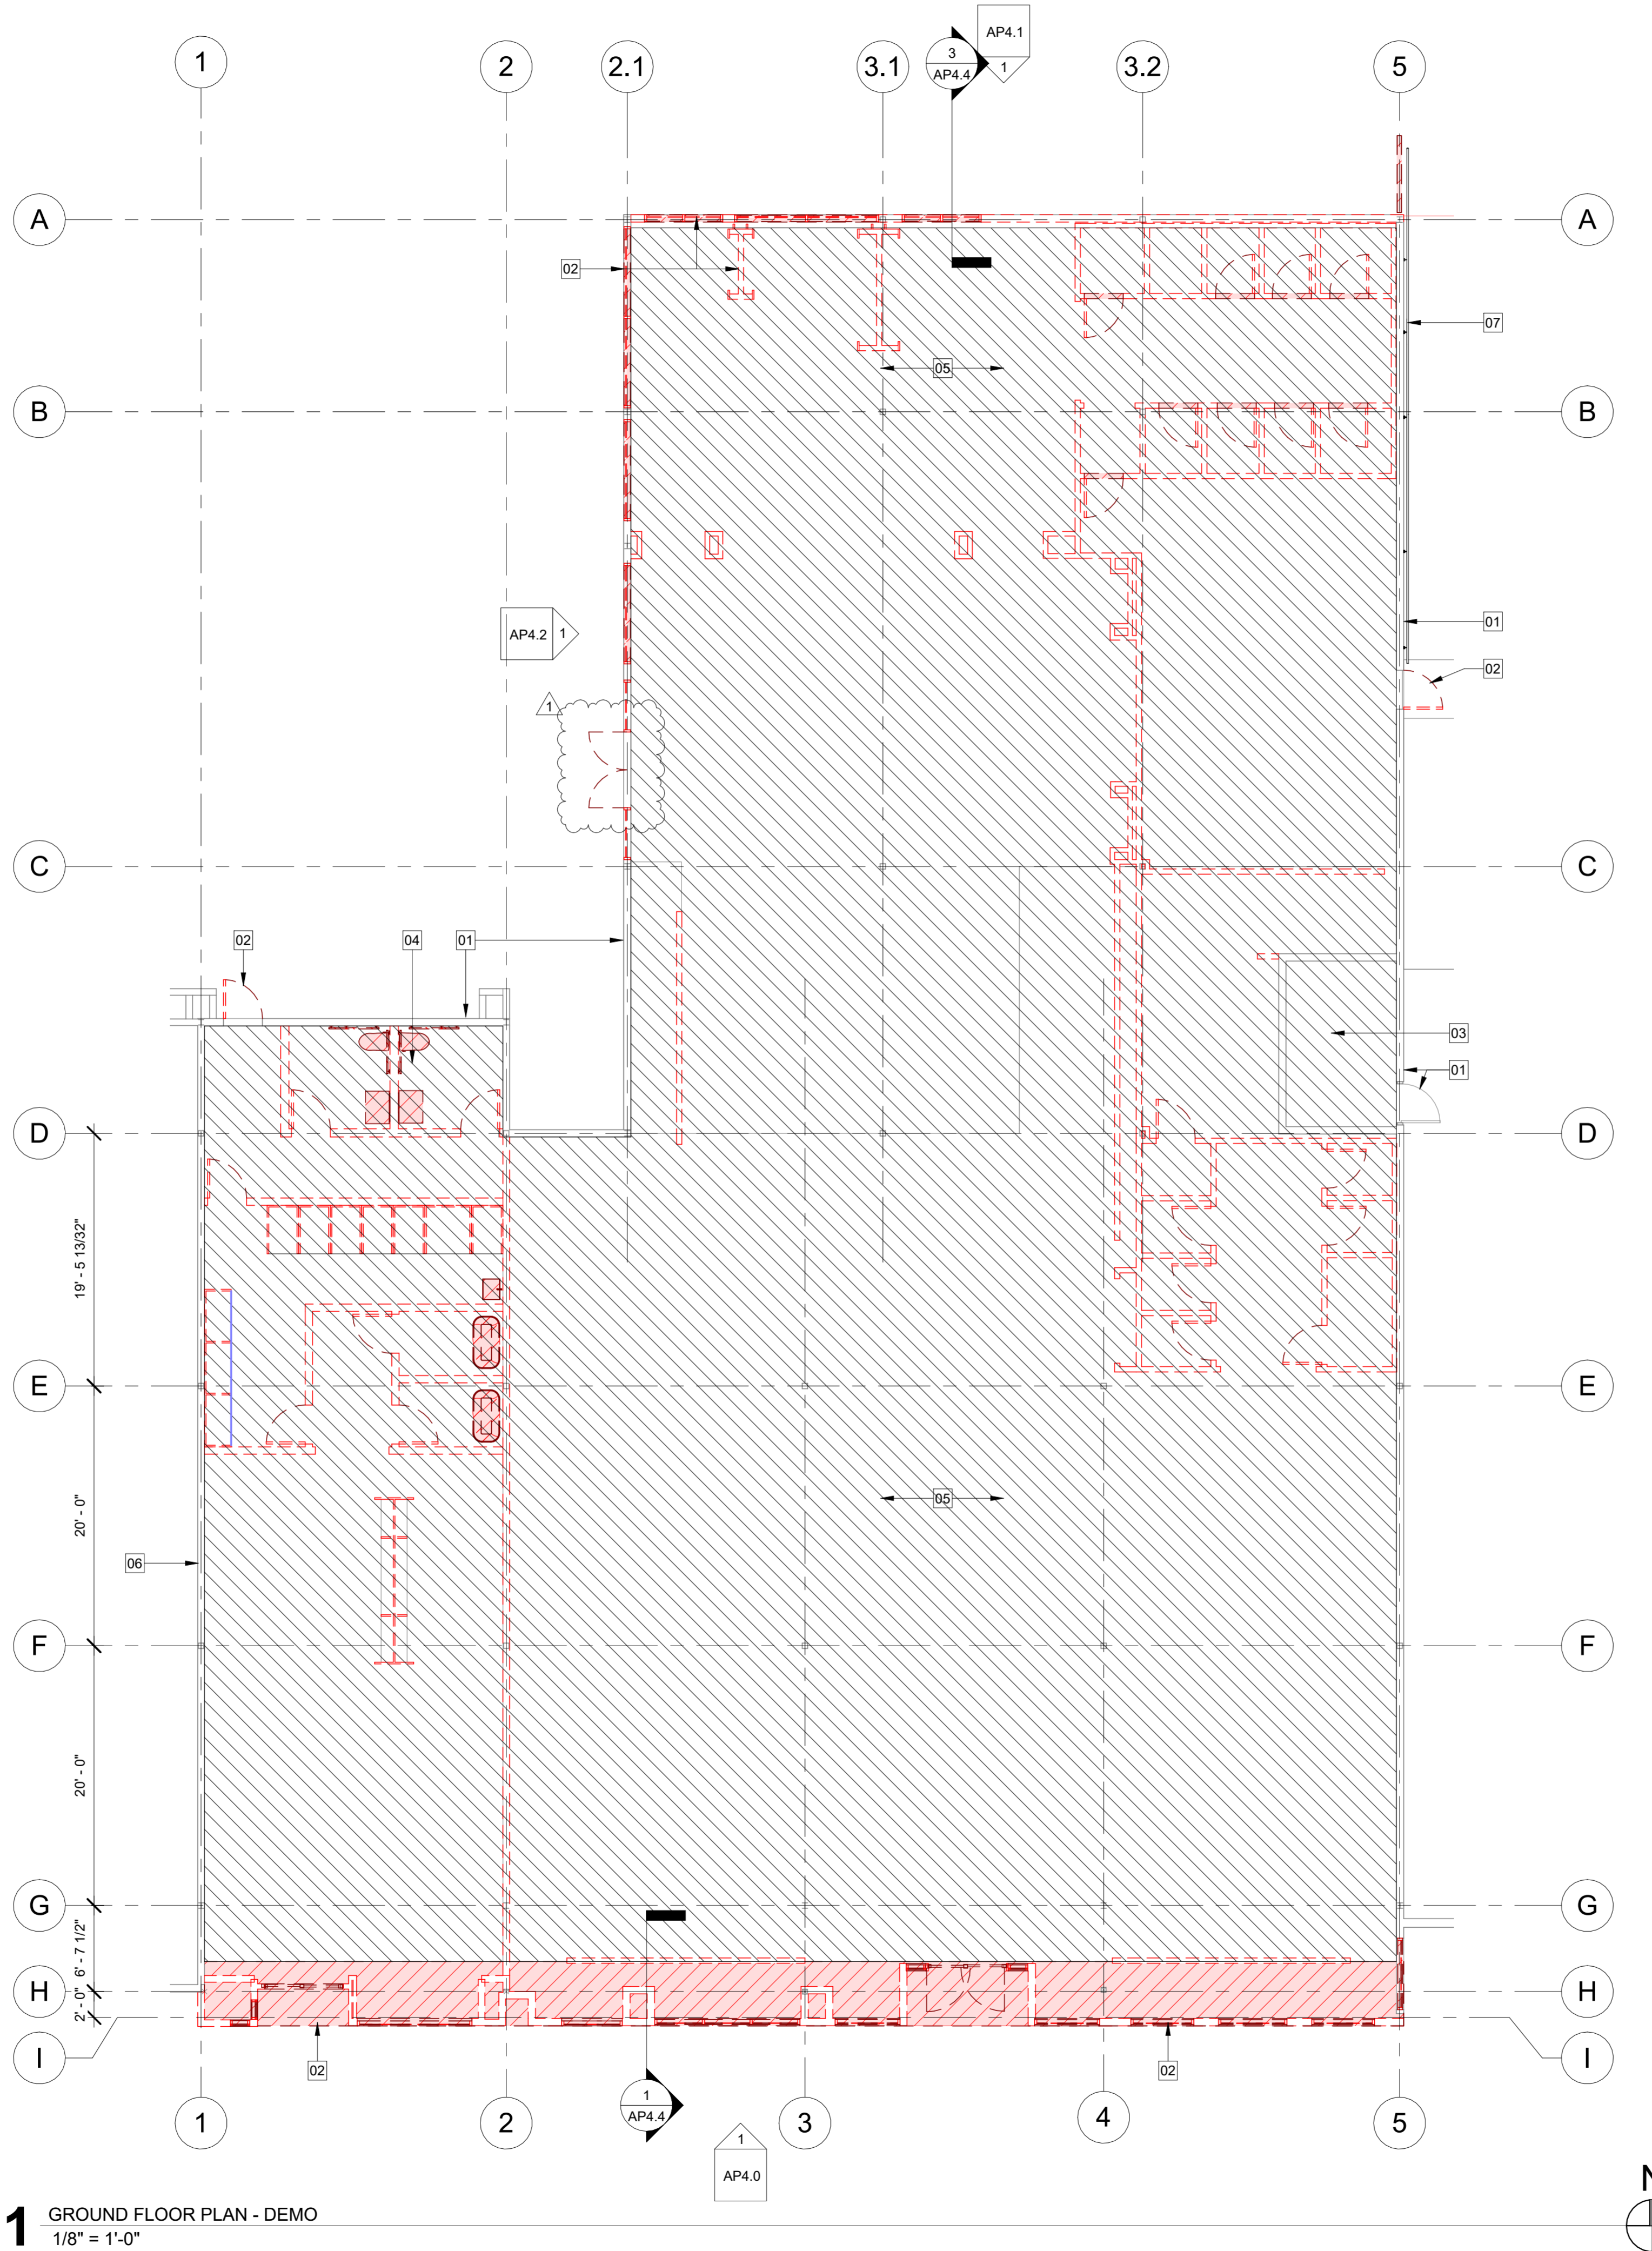 3
AP4.4
AP4.1
1
1
2
2.1
3.1
3.2
5
A
A
02
07
05
B
B
01
AP4.2
1
02
1
C
C
02
04
01
03
01
D
D
19' - 5 13/32"
E
E
20' - 0"
05
06
F
F
20' - 0"
G
G
6' - 7 1/2"
H
H
2' - 0"
I
I
02
02
1
AP4.4
1
2
3
4
5
1
AP4.0
N
1
GROUND FLOOR PLAN - DEMO
1/8" = 1'-0"